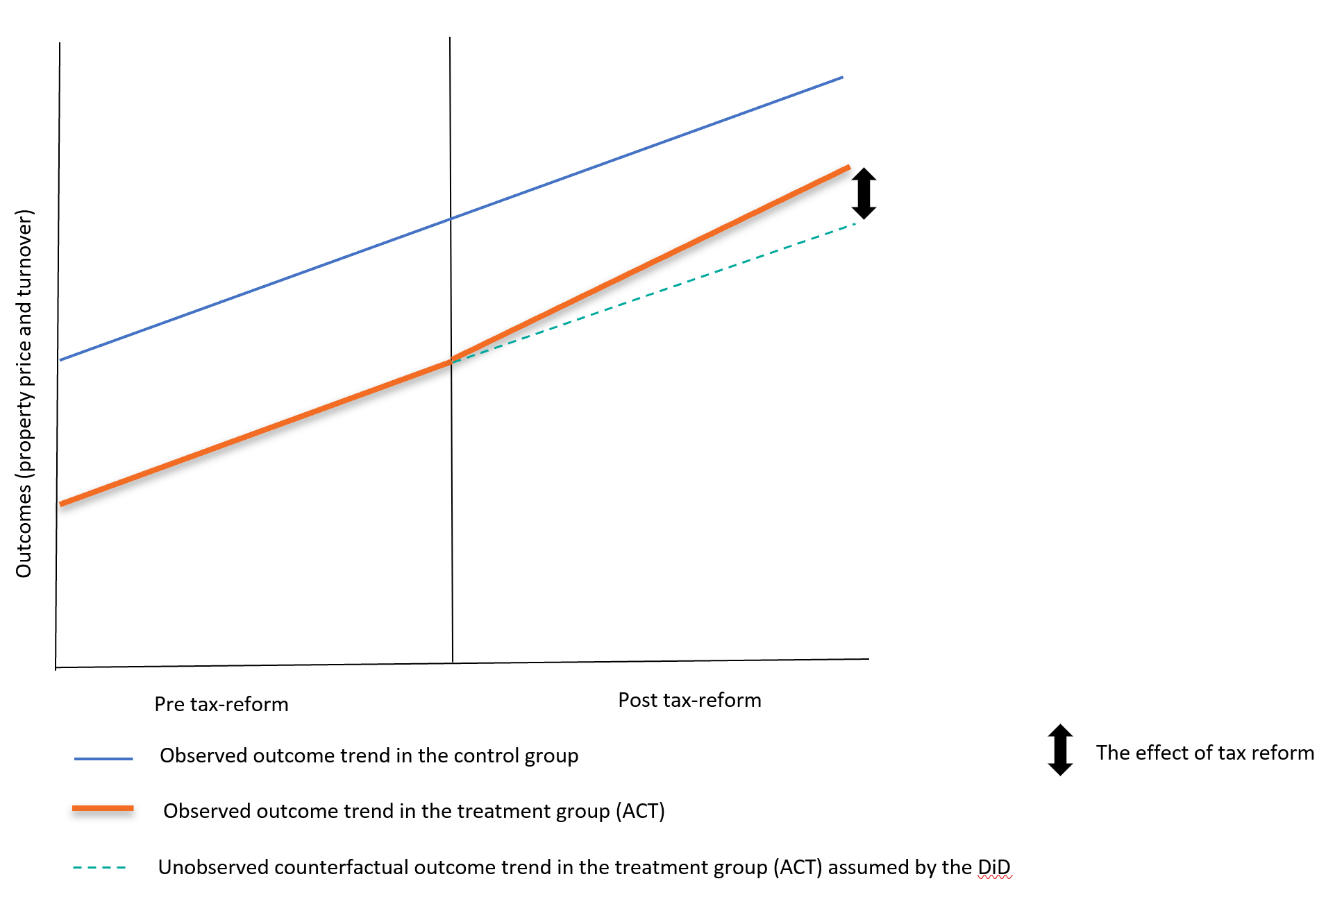 Outcomes (property price and turnover)
Pre tax-reform
Post tax-reform
Observed outcome trend in the control group
The effect of tax reform
Observed outcome trend in the treatment group (ACT)
Unobserved counterfactual outcome trend in the treatment group (ACT) assumed by the DiD